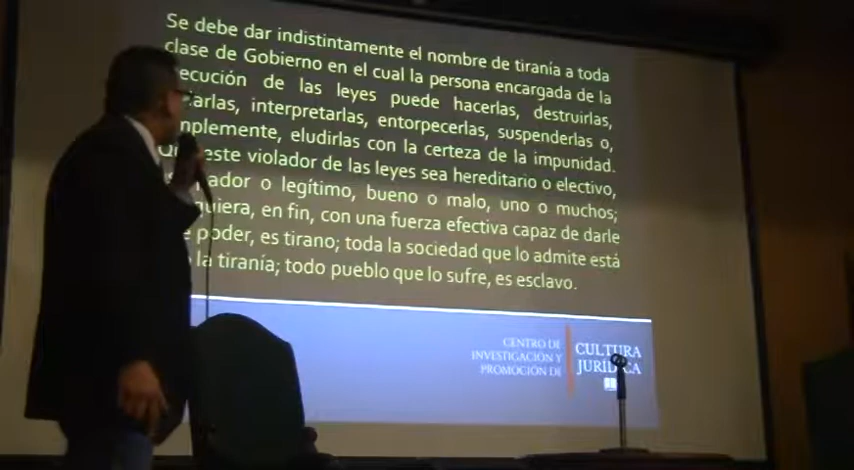 Se debe dar indistintamente el nombre de tiranía a toda
clase de Gobierno en el cual la persona encargada de la
ecución de las leyes puede hacerlas, destruirlas,
arlas, interpretarlas, entorpecerlas, suspenderlas o,
mplemente, eludirlas con la certeza de la impunidad.
este violador de las leyes sea hereditario o electivo,
ador o legítimo, bueno o malo, uno o muchos;
quiera, en fin, con una fuerza efectiva capaz de darle
poder, es tirano; toda la sociedad que lo admite está
la tiranía; todo pueblo que lo sufre, es esclavo.
CENTRO DE
INVESTIGACIÓN Y
PROMOCIÓN DE
CULTURA
JURÍDICA